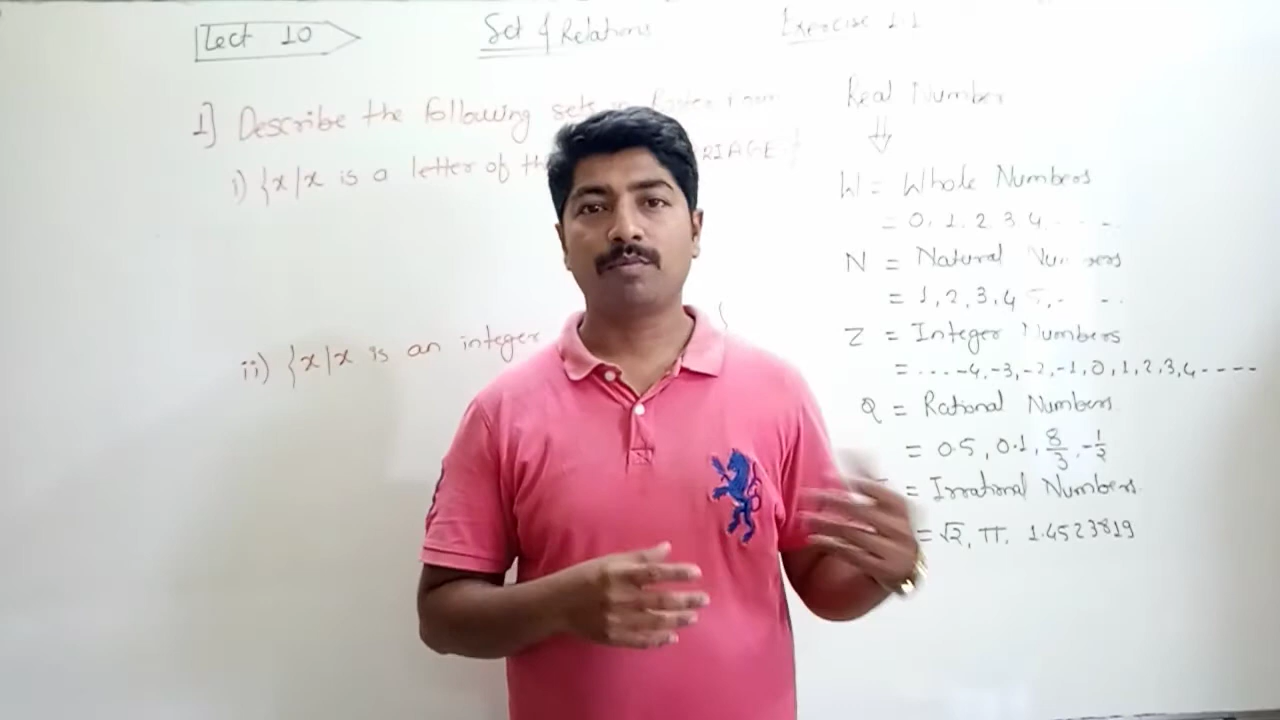 Lect 10
Set & Relations
Exercise 1.1
1] Describe the following sets in Roster Form
i) {x/x is a letter of th RIAGE }
ii) {x/x is an integer }
Real Number
⇓
W = Whole Numbers
= 0, 1, 2, 3, 4, - - -
N = Natural Numbers
= 1, 2, 3, 4, 5, - - -
Z = Integer Numbers
= ....-4,-3,-2,-1,0,1,2,3,4----
Q = Rational Numbers
= 0.5, 0.1, 8/3, -1/2
= Irrational Numbers
= √2, π, 1.4523819